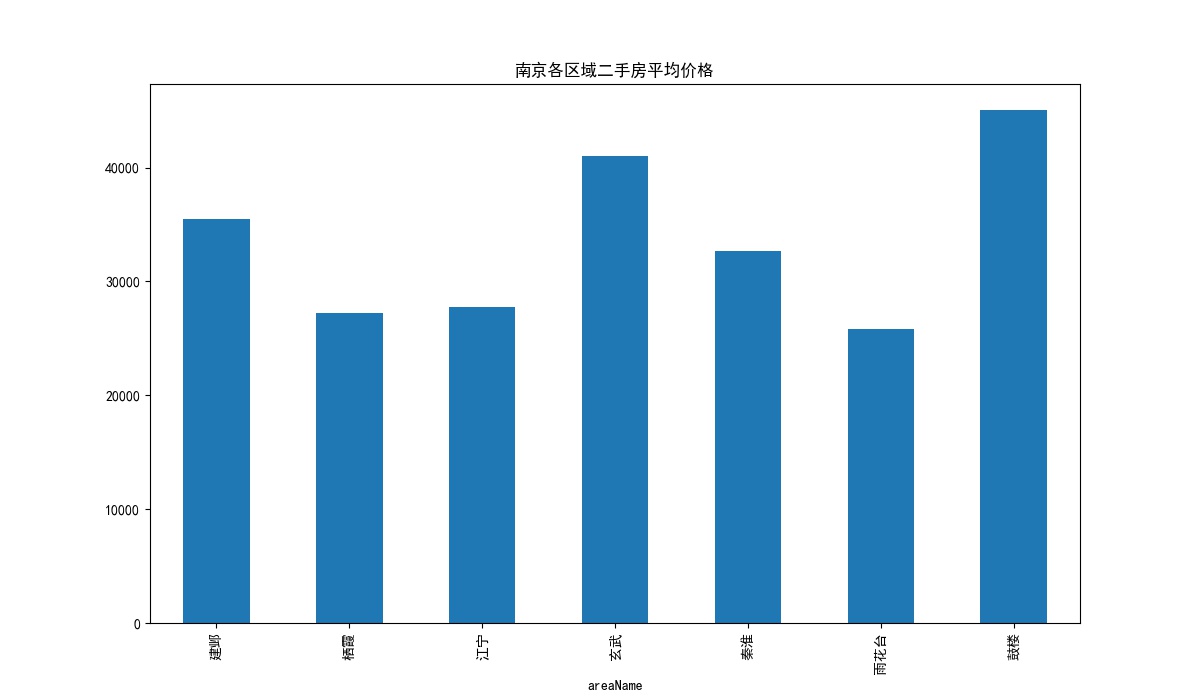 南京各区域二手房平均价格
40000
30000
20000
10000
0
建邺
栖霞
江宁
玄武
秦淮
雨花台
鼓楼
areaName